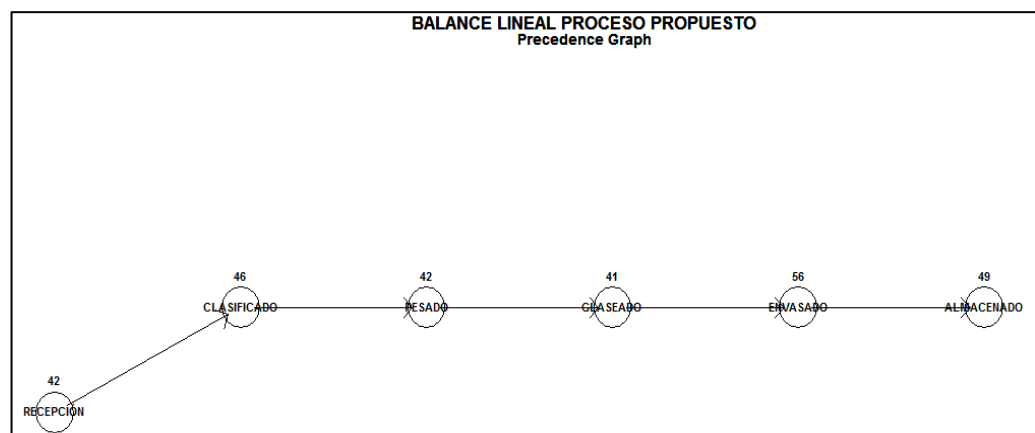 BALANCE LINEAL PROCESO PROPUESTO
Precedence Graph
46
CLASIFICADO
42
PESADO
41
GLASEADO
56
ENVASADO
49
ALMACENADO
42
RECEPCIÓN